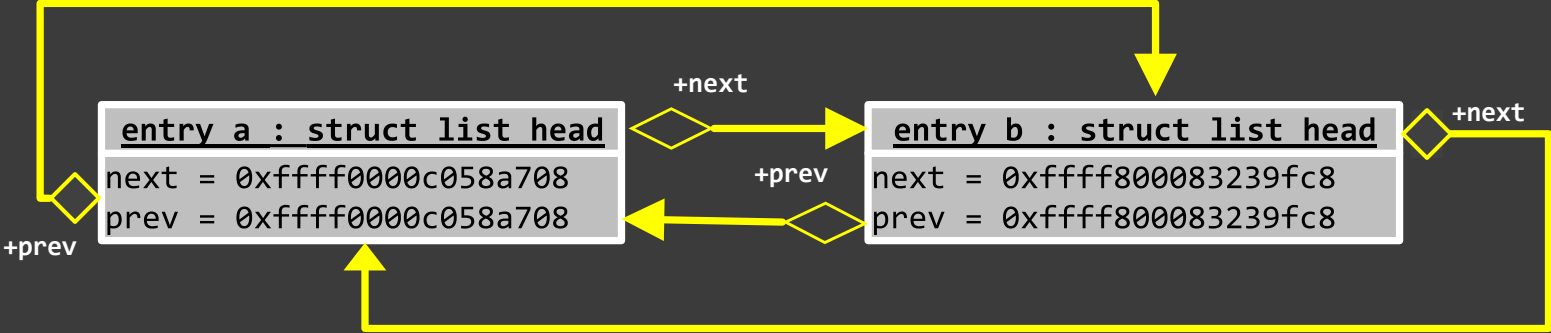 +next
entry a : struct list head
next = 0xffff0000c058a708
prev = 0xffff0000c058a708
+prev
+prev
entry b : struct list head
next = 0xffff800083239fc8
prev = 0xffff800083239fc8
+next